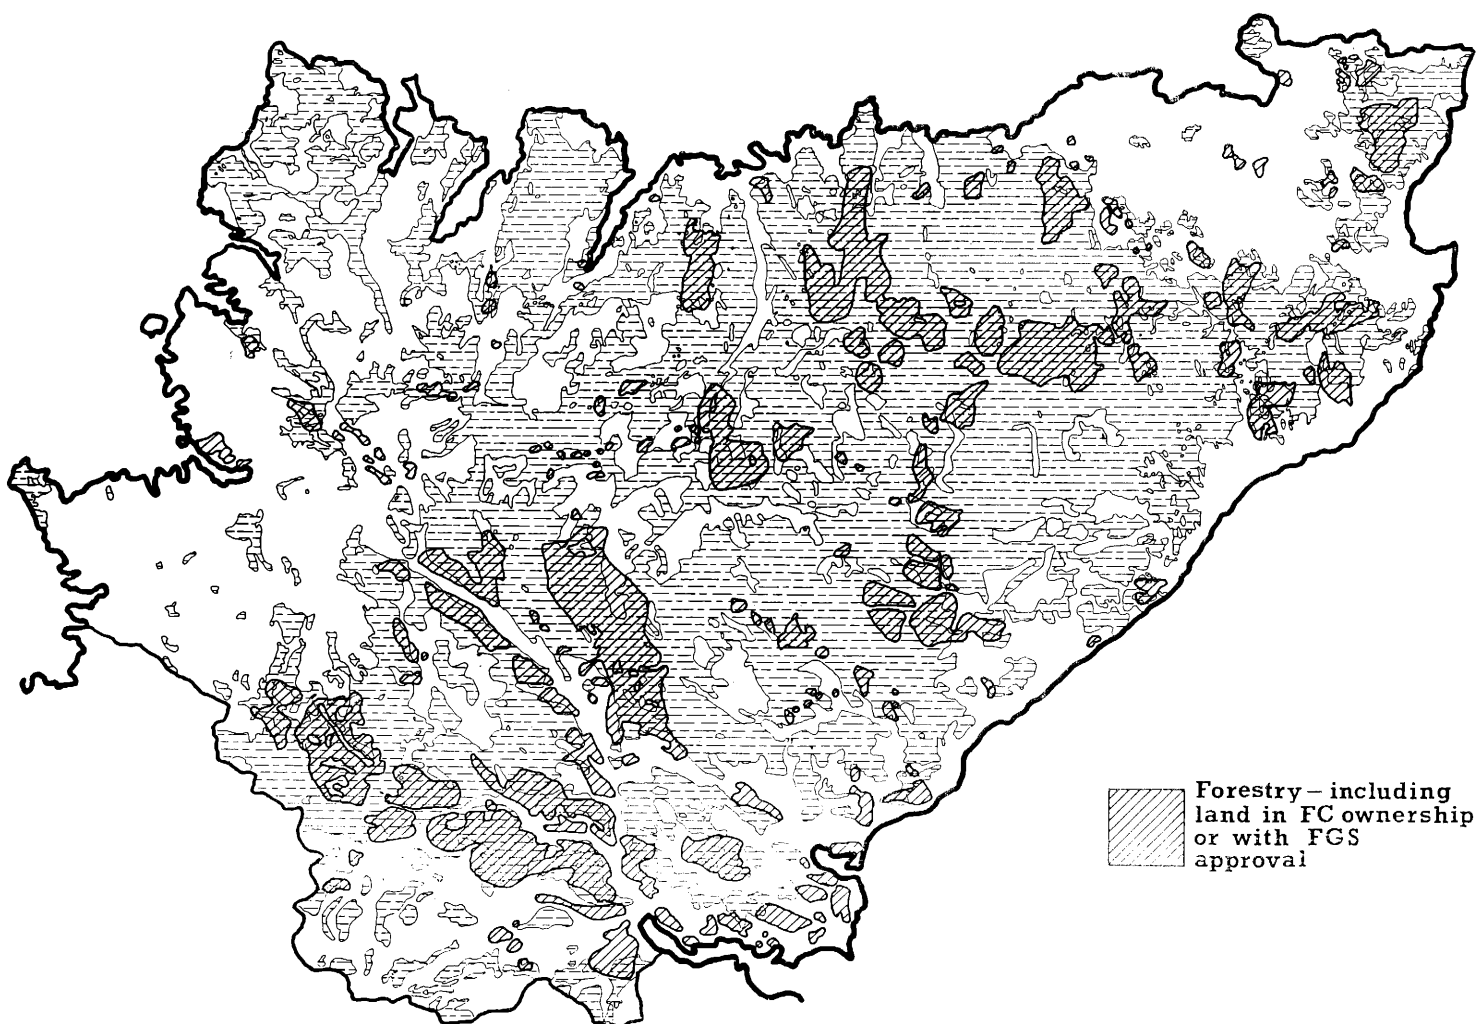 Forestry – including
land in FC ownership
or with FGS
approval